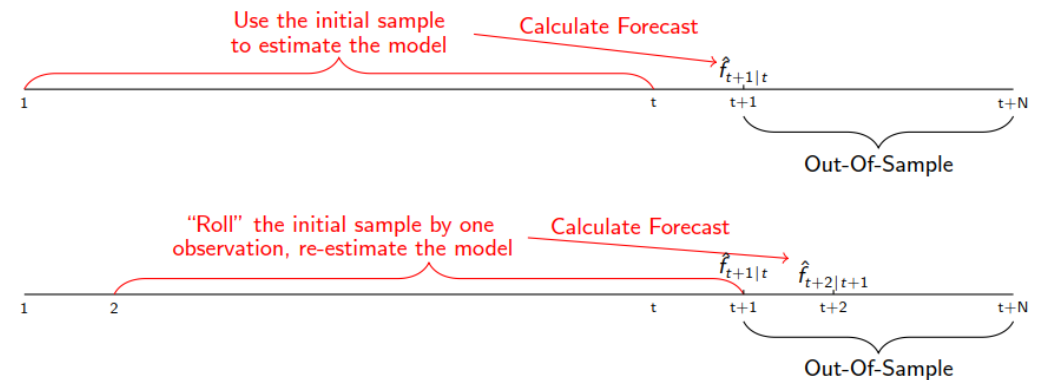 Use the initial sample
to estimate the model
Calculate Forecast
f̂ₜ₊₁|ₜ
1
t
t+1
t+N
Out-Of-Sample
“Roll” the initial sample by one
observation, re-estimate the model
Calculate Forecast
f̂ₜ₊₁|ₜ
f̂ₜ₊₂|ₜ₊₁
1
2
t
t+1
t+2
t+N
Out-Of-Sample